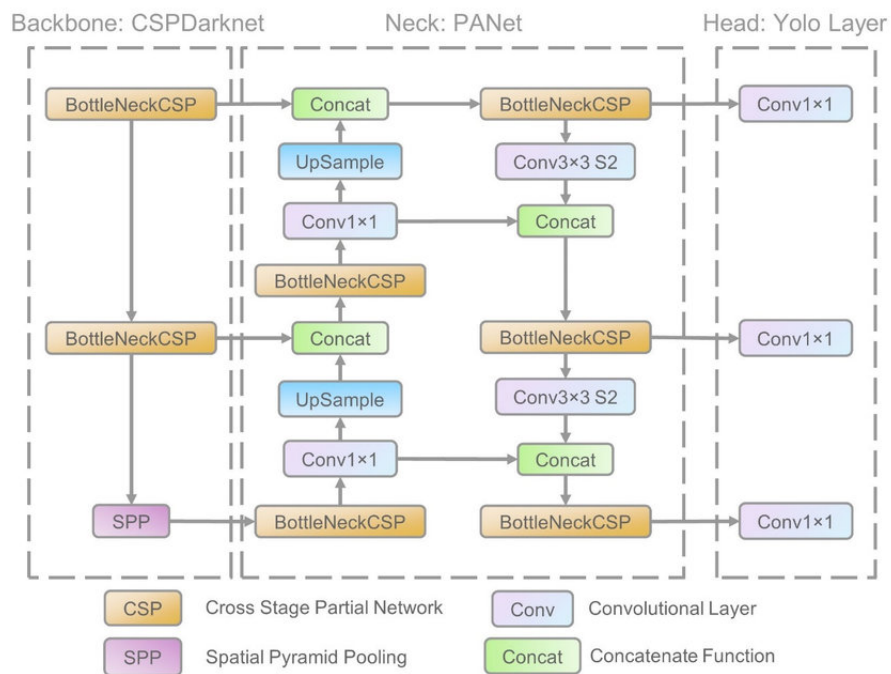 Backbone: CSPDarknet Neck: PANet Head: Yolo Layer
BottleNeckCSP Concat BottleNeckCSP Conv1×1
UpSample Conv3×3 S2
Conv1×1 Concat
BottleNeckCSP
BottleNeckCSP Concat BottleNeckCSP Conv1×1
UpSample Conv3×3 S2
Conv1×1 Concat
SPP BottleNeckCSP BottleNeckCSP Conv1×1
CSP Cross Stage Partial Network Conv Convolutional Layer
SPP Spatial Pyramid Pooling Concat Concatenate Function